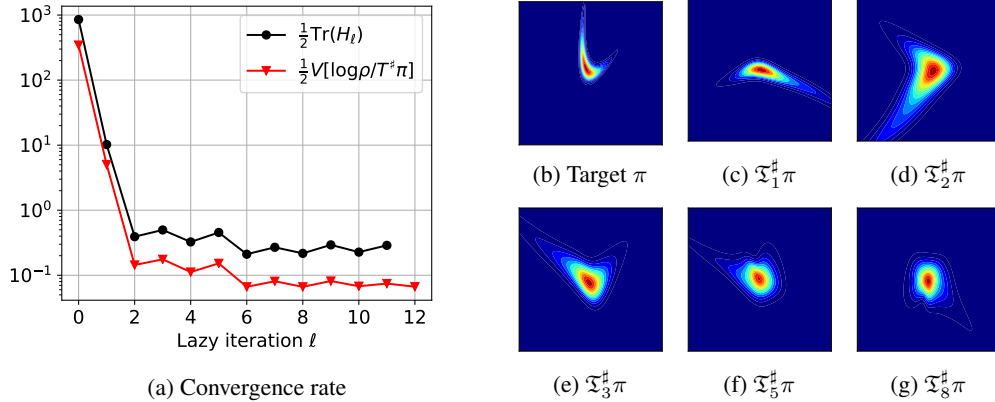 10³
10²
10¹
10⁰
10⁻¹
½Tr(H_ℓ)
½V[logρ/T^♯π]
0 2 4 6 8 10 12
Lazy iteration ℓ
(a) Convergence rate
(b) Target π (c) 𝔗₁^♯π (d) 𝔗₂^♯π
(e) 𝔗₃^♯π (f) 𝔗₅^♯π (g) 𝔗₈^♯π